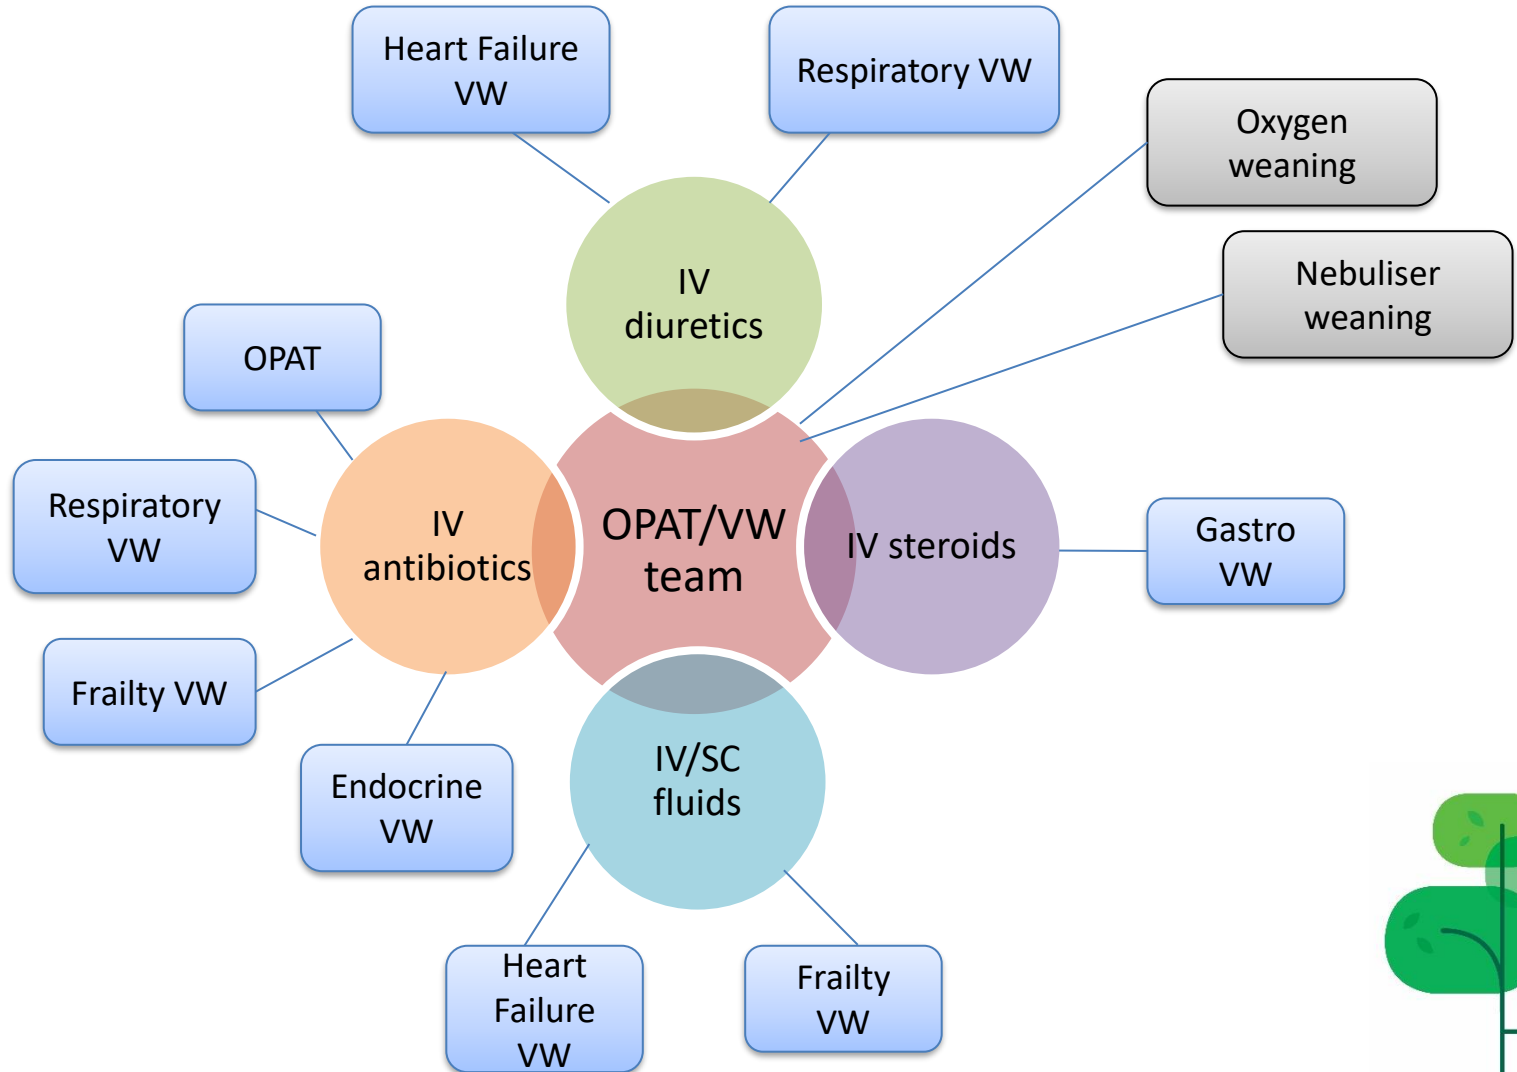 Heart Failure
VW
Respiratory VW
Oxygen
weaning
Nebuliser
weaning
IV
diuretics
OPAT
Respiratory
VW
IV
antibiotics
OPAT/VW
team
IV steroids
Gastro
VW
Frailty VW
Endocrine
VW
IV/SC
fluids
Heart
Failure
VW
Frailty
VW